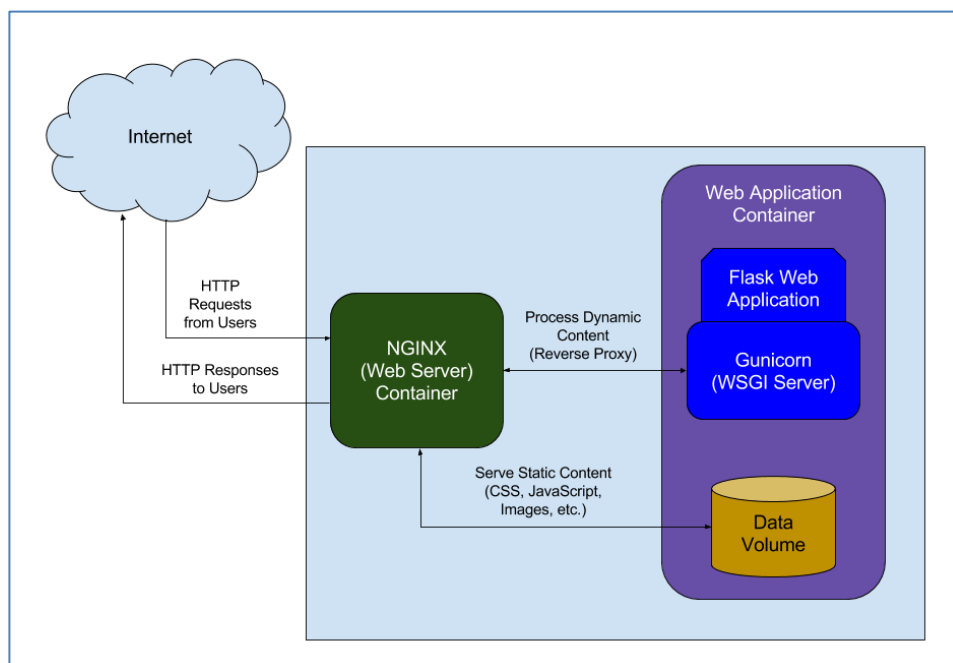 Internet
HTTP
Requests
from Users
HTTP Responses
to Users
NGINX
(Web Server)
Container
Process Dynamic
Content
(Reverse Proxy)
Serve Static Content
(CSS, JavaScript,
Images, etc.)
Web Application
Container
Flask Web
Application
Gunicorn
(WSGI Server)
Data
Volume